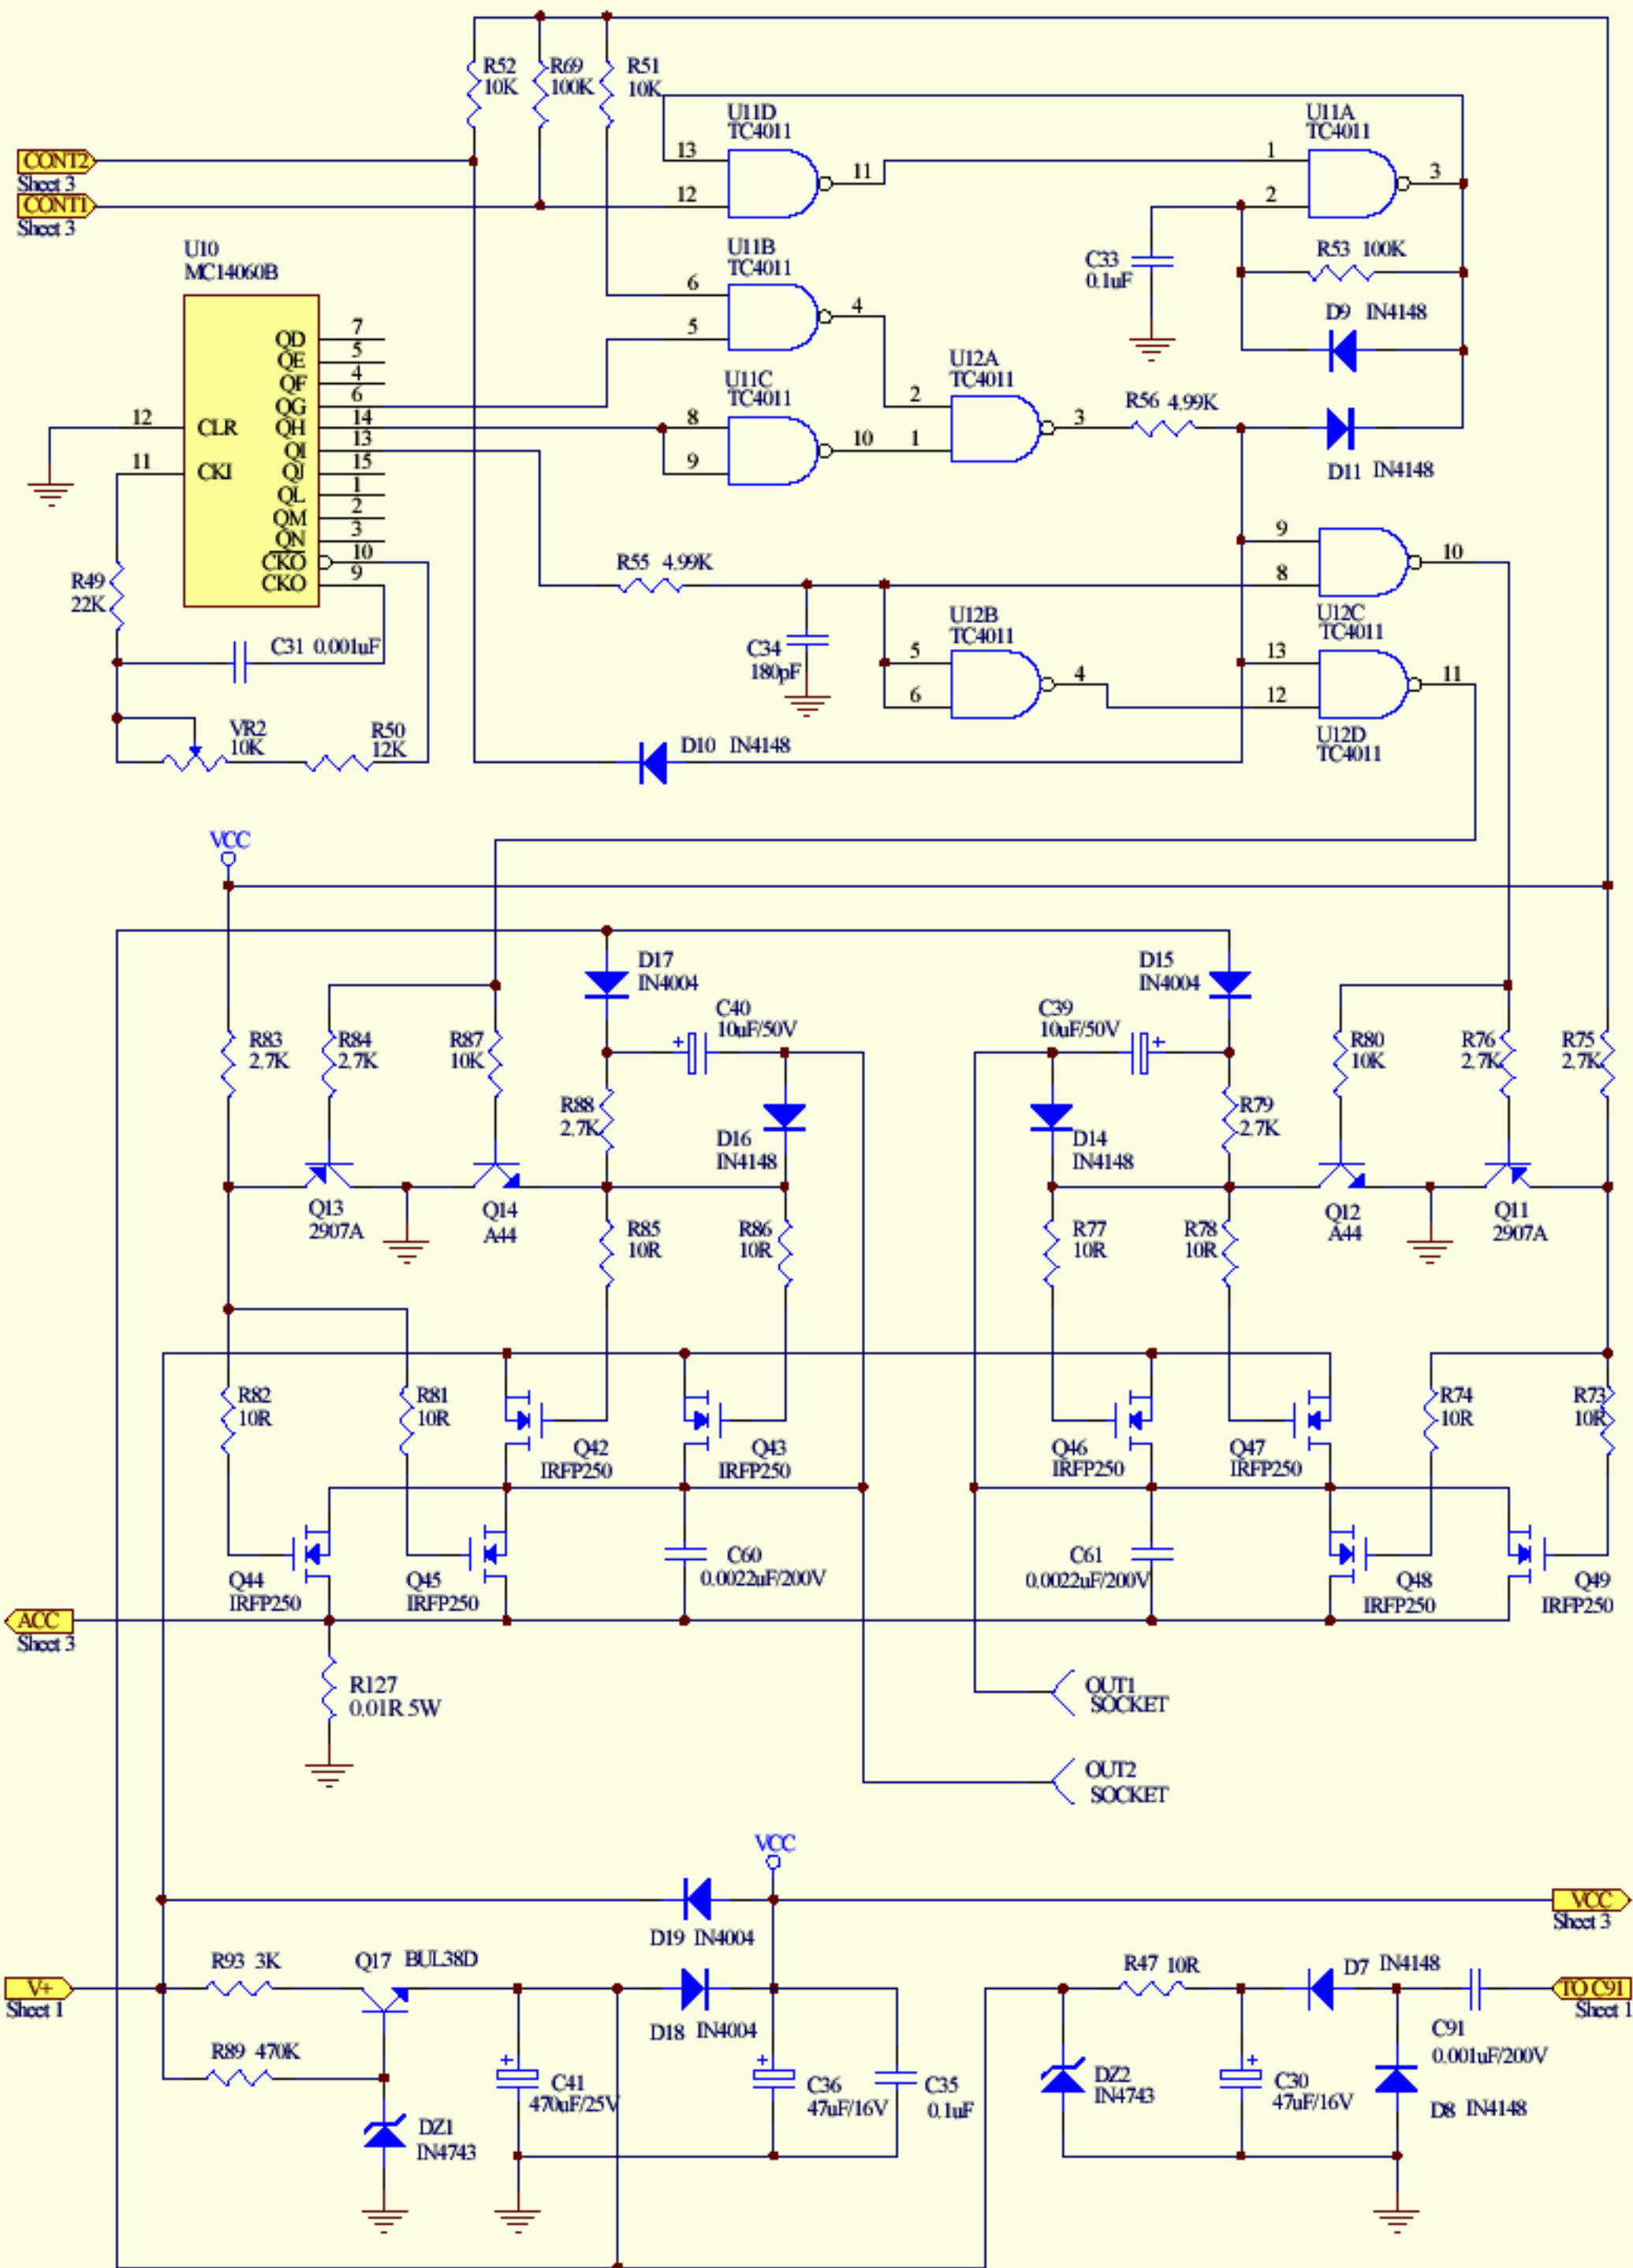 R52
10K
R69
100K
R51
10K
U11D
TC4011
13
12
11
U11A
TC4011
1
2
3
CONT2
Sheet 3
CONT1
Sheet 3
U10
MC14060B
U11B
TC4011
6
5
4
C33
0.1uF
R53 100K
D9 IN4148
QD 7
QE 5
QF 4
QG 6
QH 14
QI 13
QJ 15
QL 1
QM 2
QN 3
CKO 10
CKO 9
12 CLR
11 CKI
U11C
TC4011
8
9
10
U12A
TC4011
2
1
3
R56 4.99K
D11 IN4148
R49
22K
C31 0.001uF
R55 4.99K
C34
180pF
U12B
TC4011
5
6
4
9
8
10
U12C
TC4011
13
12
11
U12D
TC4011
VR2
10K
R50
12K
D10 IN4148
VCC
D17
IN4004
D15
IN4004
C40
10uF/50V
+
C39
10uF/50V
+
R83
2.7K
R84
2.7K
R87
10K
R88
2.7K
D16
IN4148
D14
IN4148
R79
2.7K
R80
10K
R76
2.7K
R75
2.7K
Q13
2907A
Q14
A44
R85
10R
R86
10R
R77
10R
R78
10R
Q12
A44
Q11
2907A
R82
10R
R81
10R
Q42
IRFP250
Q43
IRFP250
Q46
IRFP250
Q47
IRFP250
R74
10R
R73
10R
Q44
IRFP250
Q45
IRFP250
C60
0.0022uF/200V
C61
0.0022uF/200V
Q48
IRFP250
Q49
IRFP250
ACC
Sheet 3
R127
0.01R 5W
OUT1
SOCKET
OUT2
SOCKET
VCC
D19 IN4004
VCC
Sheet 3
V+
Sheet 1
R93 3K
Q17 BUL38D
D18 IN4004
R47 10R
D7 IN4148
TO C91
Sheet 1
R89 470K
DZ1
IN4743
+
C41
470uF/25V
+
C36
47uF/16V
C35
0.1uF
DZ2
IN4743
+
C30
47uF/16V
C91
0.001uF/200V
D8 IN4148